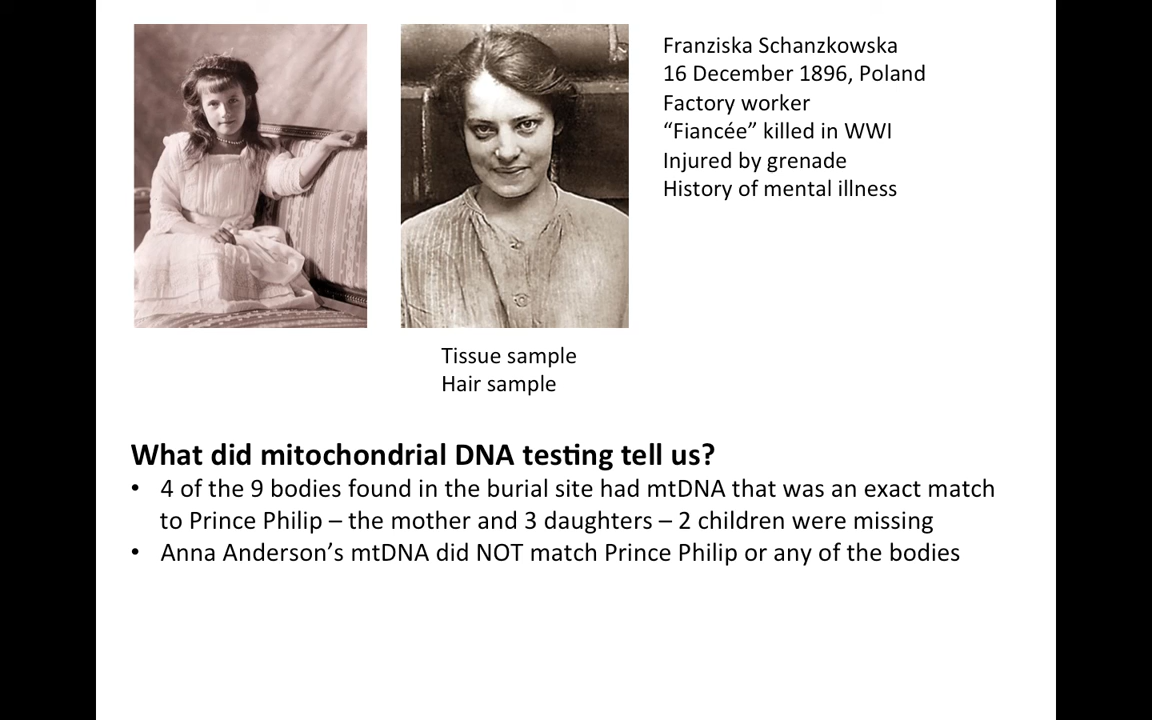 Franziska Schanzkowska
16 December 1896, Poland
Factory worker
“Fiancée” killed in WWI
Injured by grenade
History of mental illness
Tissue sample
Hair sample
What did mitochondrial DNA testing tell us?
• 4 of the 9 bodies found in the burial site had mtDNA that was an exact match
to Prince Philip – the mother and 3 daughters – 2 children were missing
• Anna Anderson’s mtDNA did NOT match Prince Philip or any of the bodies